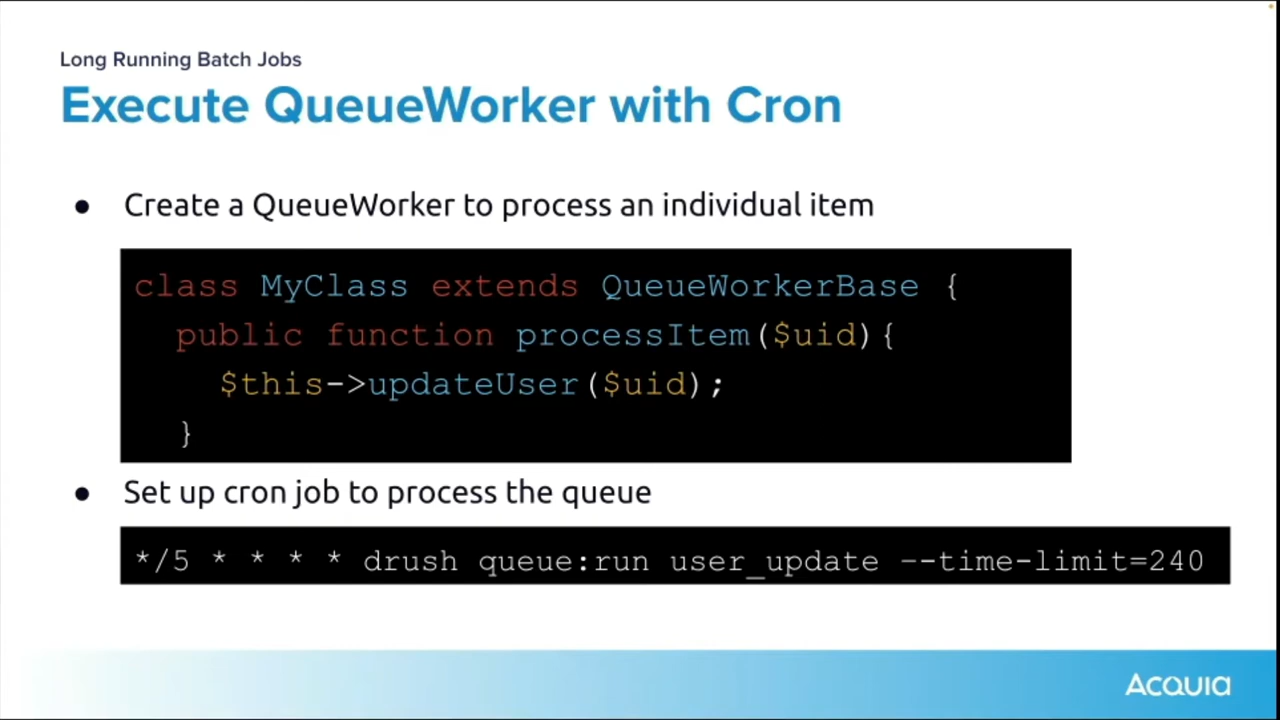 Long Running Batch Jobs
Execute QueueWorker with Cron
● Create a QueueWorker to process an individual item
class MyClass extends QueueWorkerBase {
public function processItem($uid){
$this->updateUser($uid);
}
● Set up cron job to process the queue
*/5 * * * * drush queue:run user_update --time-limit=240
Acquia